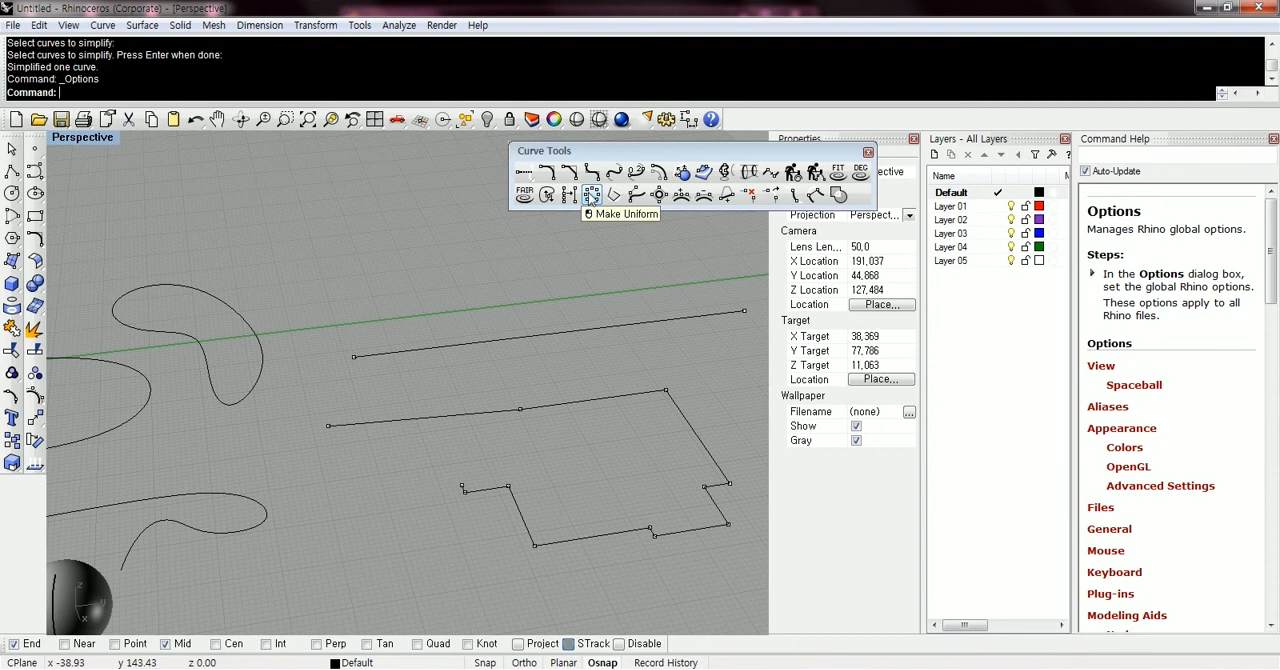 Untitled - Rhinoceros (Corporate) - [Perspective]
File Edit View Curve Surface Solid Mesh Dimension Transform Tools Analyze Render Help
Select curves to simplify:
Select curves to simplify. Press Enter when done:
Simplified one curve.
Command: _Options
Command:
Perspective
Curve Tools
FIT DEG
FAIR
Make Uniform
Properties
Projection Perspect...
Camera
Lens Len... 50,0
X Location 191,037
Y Location 44,868
Z Location 127,484
Location Place...
Target
X Target 38,369
Y Target 77,786
Z Target 11,063
Location Place...
Wallpaper
Filename (none) ...
Show
Gray
Layers - All Layers
Name
Default
Layer 01
Layer 02
Layer 03
Layer 04
Layer 05
Command Help
Auto-Update
Options
Manages Rhino global options.
Steps:
In the Options dialog box,
set the global Rhino options.
These options apply to all
Rhino files.
Options
View
Spaceball
Aliases
Appearance
Colors
OpenGL
Advanced Settings
Files
General
Mouse
Keyboard
Plug-ins
Modeling Aids
End Near Point Mid Cen Int Perp Tan Quad Knot Project STrack Disable
CPlane x -38.93 y 143.43 z 0.00 Default Snap Ortho Planar Osnap Record History